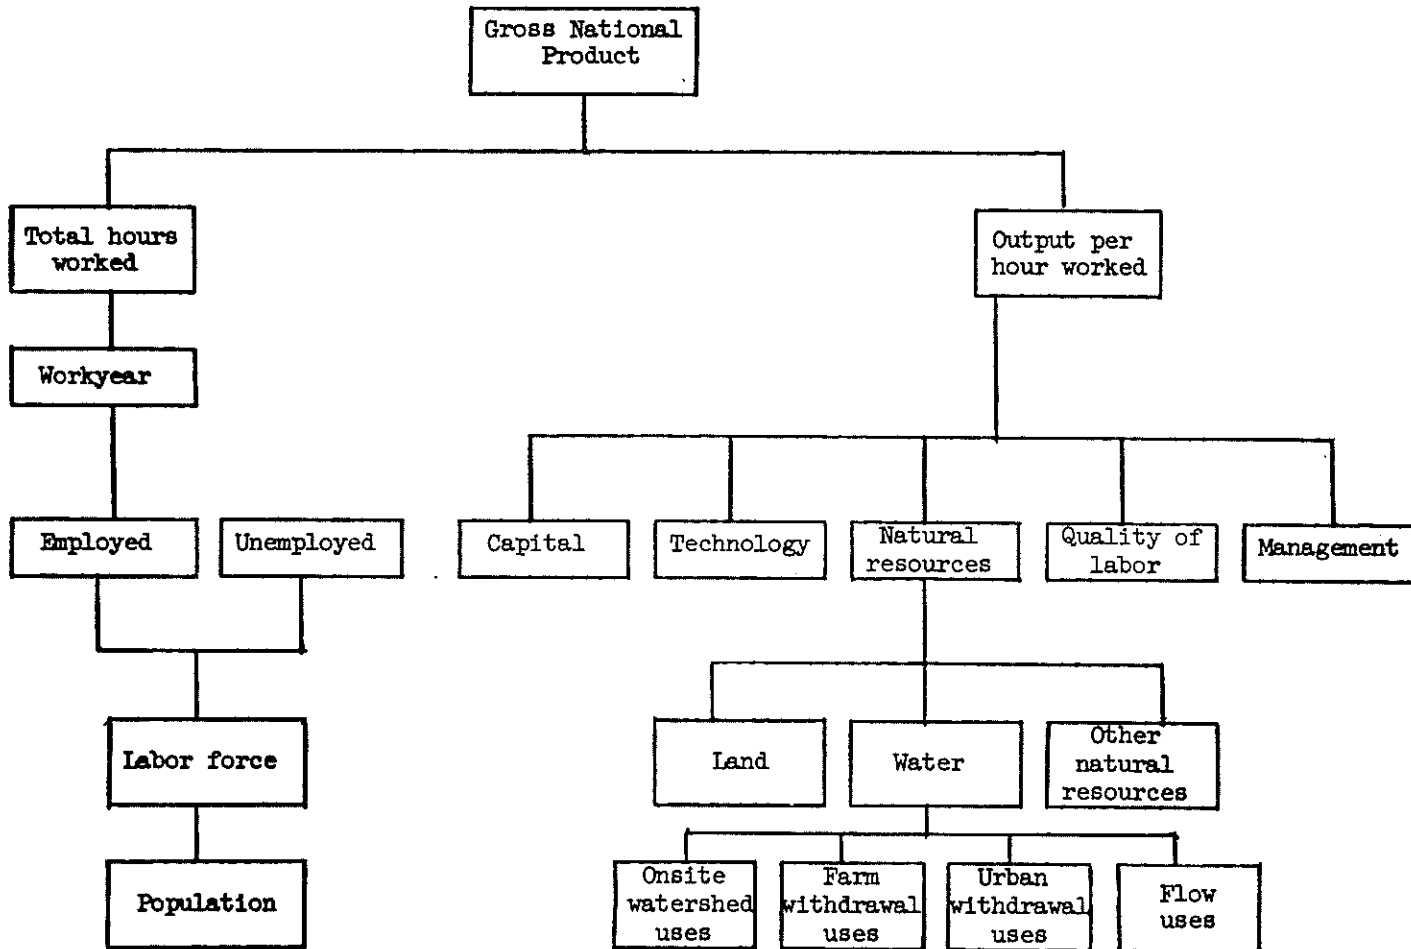 Gross National
Product
Total hours
worked
Output per
hour worked
Workyear
Employed
Unemployed
Capital
Technology
Natural
resources
Quality of
labor
Management
Labor force
Land
Water
Other
natural
resources
Population
Onsite
watershed
uses
Farm
withdrawal
uses
Urban
withdrawal
uses
Flow
uses